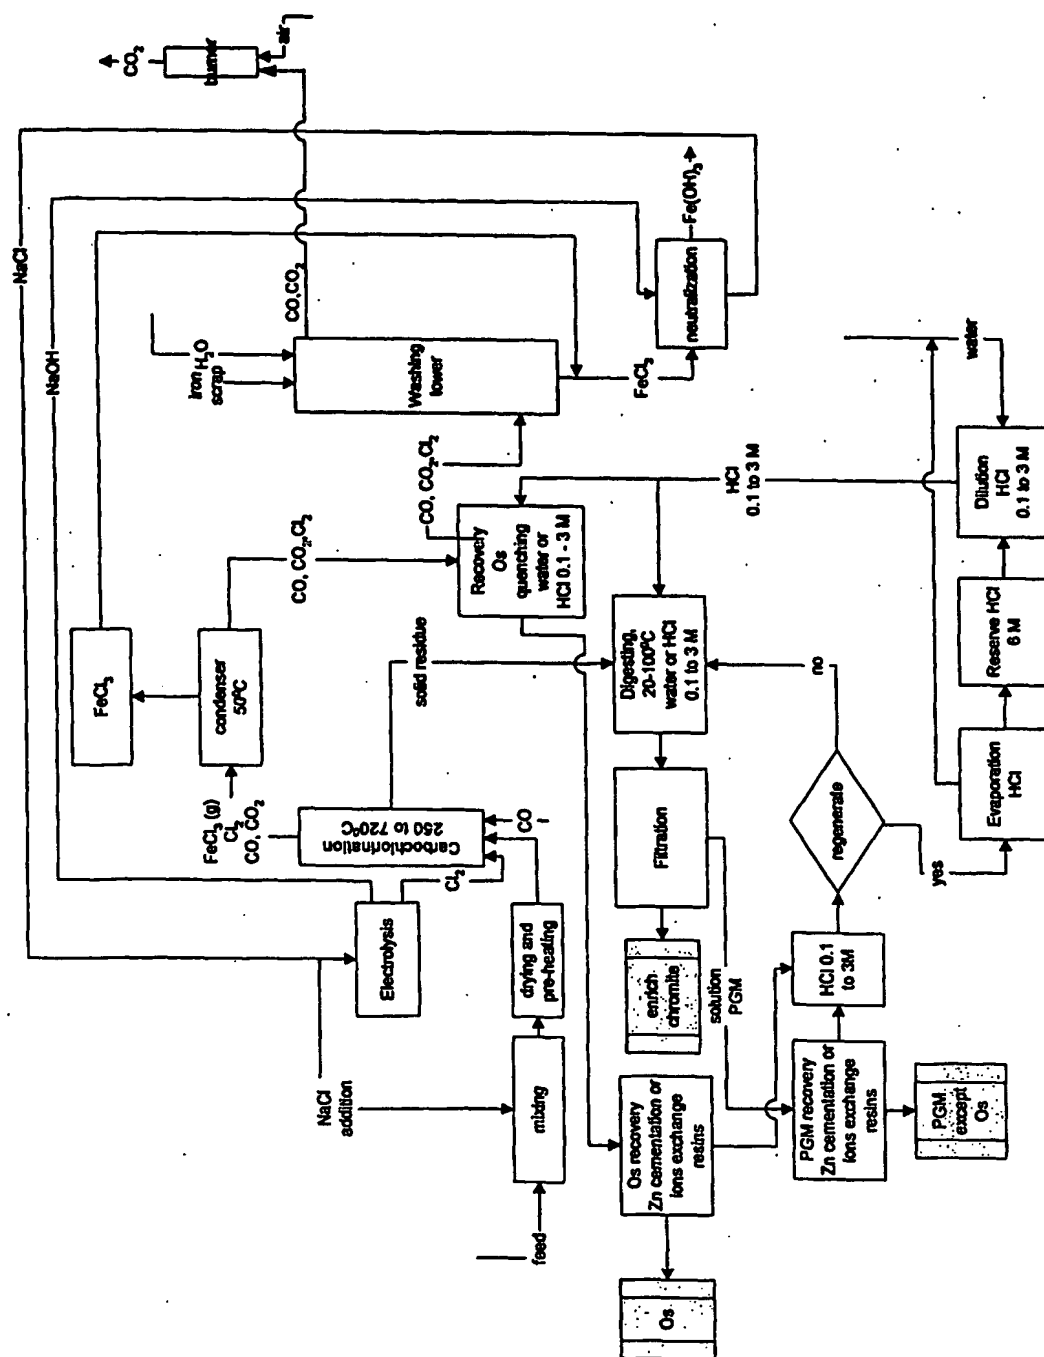 feed
mixing
NaCl
addition
drying and
pre-heating
Electrolysis
NaCl
NaOH
Cl2
CO
Carbochlorination
250 to 720ºC
FeCl3 (g)
Cl2
CO, CO2
condenser
50ºC
FeCl3
CO, CO2,Cl2
solid residue
Recovery
Os
quenching
water or
HCl 0.1 - 3 M
CO, CO2,Cl2
Iron
scrap
H2O
Washing
tower
CO,CO2
burner
air
CO2
FeCl3
neutralization
Fe(OH)3
HCl
0.1 to 3 M
Digesting,
20-100ºC
water or HCl
0.1 to 3 M
Filtration
enrich
chromite
solution
PGM
Os recovery
Zn cementation or
ions exchange
resins
Os
PGM recovery
Zn cementation or
ions exchange
resins
PGM
except
Os
HCl 0.1
to 3M
regenerate
no
yes
Evaporation
HCl
Reserve HCl
6 M
Dilution
HCl
0.1 to 3 M
water